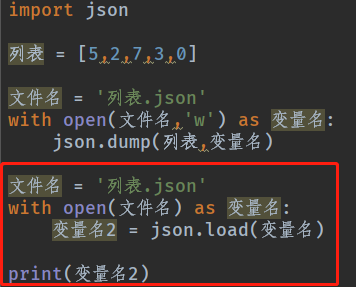 import json
列表 = [5,2,7,3,0]
文件名 = '列表.json'
with open(文件名,'w') as 变量名:
    json.dump(列表,变量名)
文件名 = '列表.json'
with open(文件名) as 变量名:
    变量名2 = json.load(变量名)
print(变量名2)